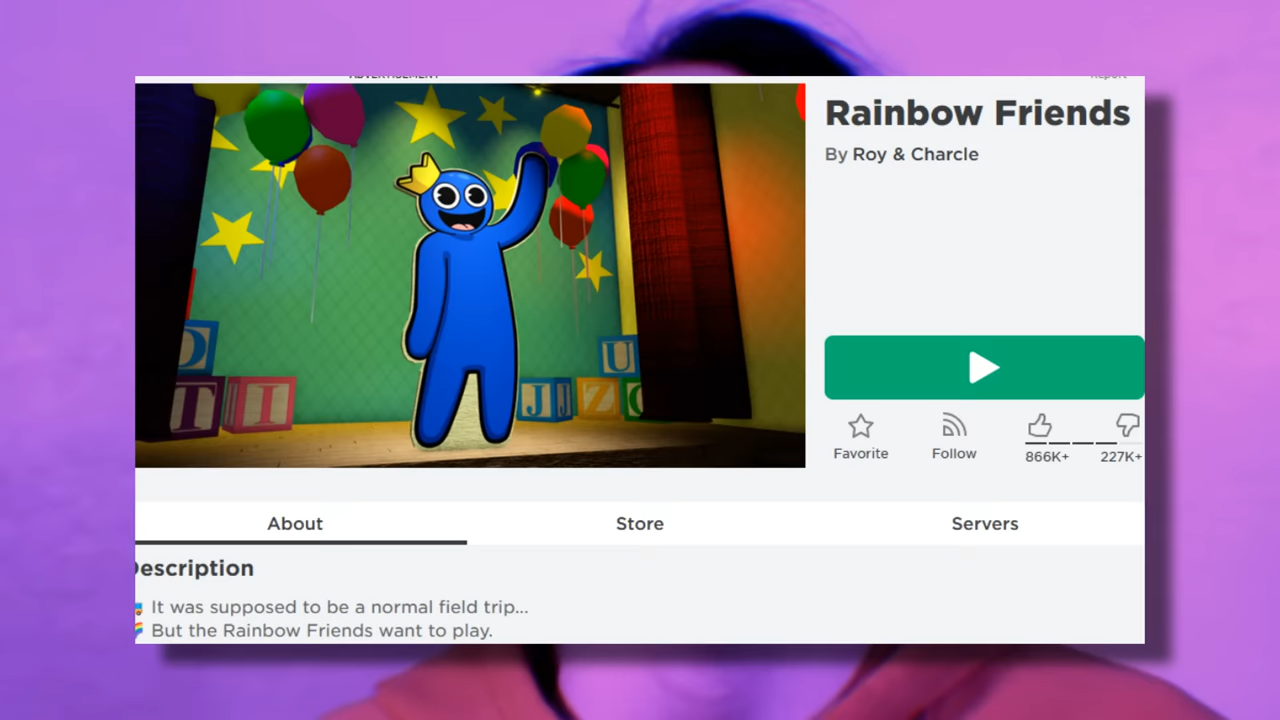 Rainbow Friends
By Roy & Charcle
Favorite
Follow
866K+
227K+
About
Store
Servers
Description
It was supposed to be a normal field trip...
But the Rainbow Friends want to play.
T I
U
J J Z